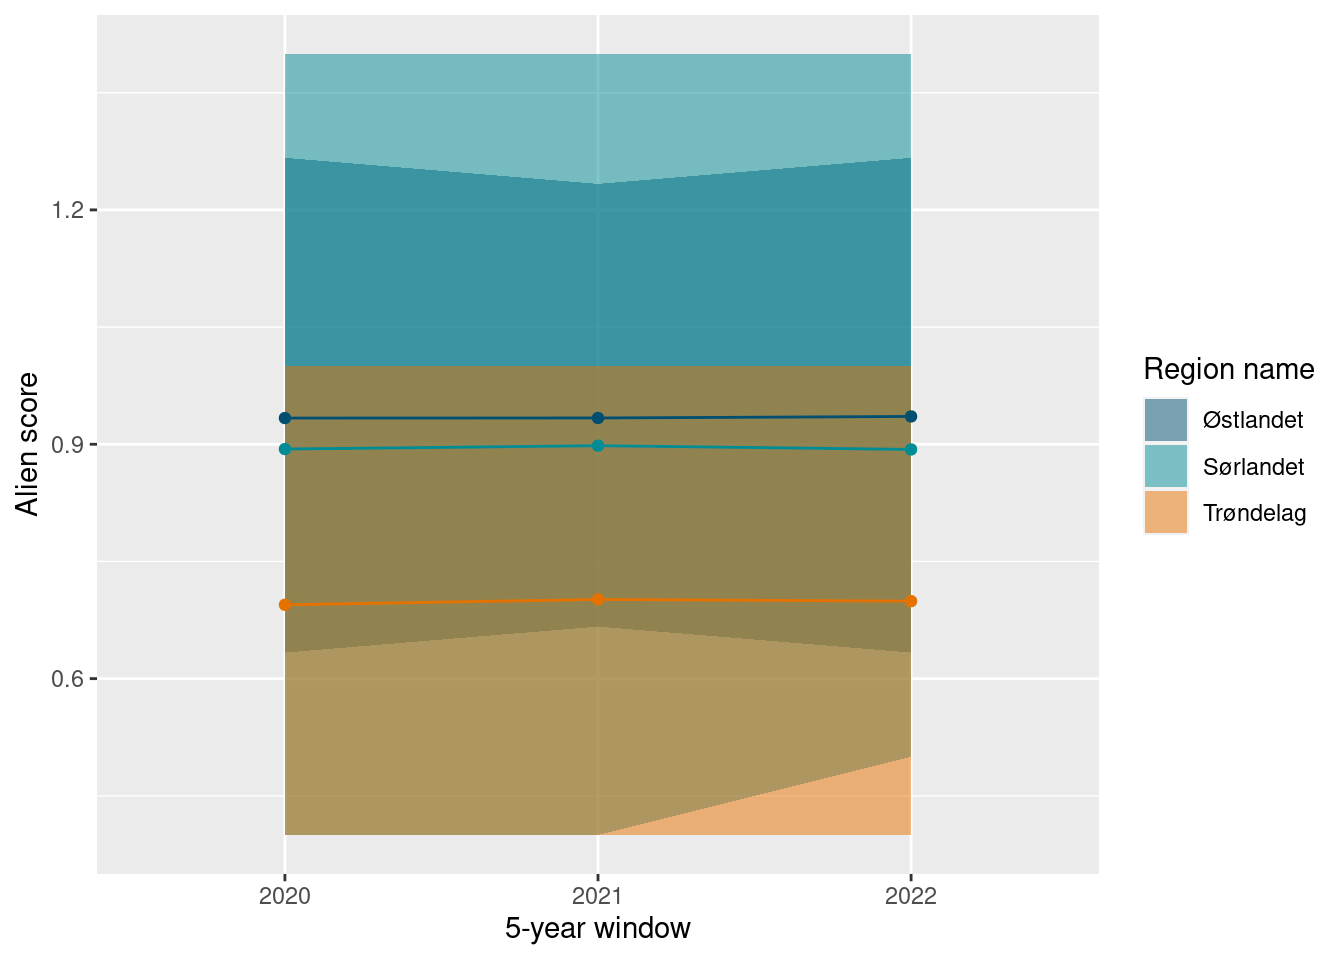 1.2
0.9
0.6
Alien score
2020
2021
2022
5-year window
Region name
Østlandet
Sørlandet
Trøndelag